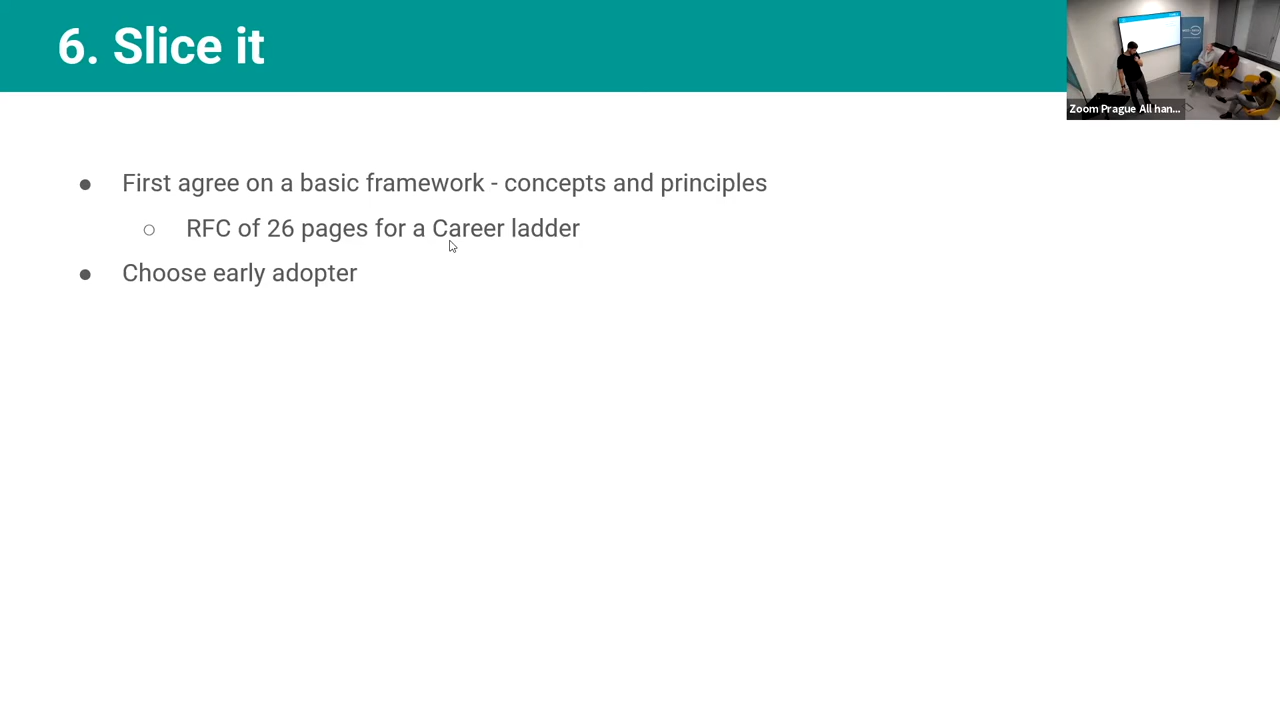 6. Slice it
Zoom Prague All han...
● First agree on a basic framework - concepts and principles
○ RFC of 26 pages for a Career ladder
● Choose early adopter